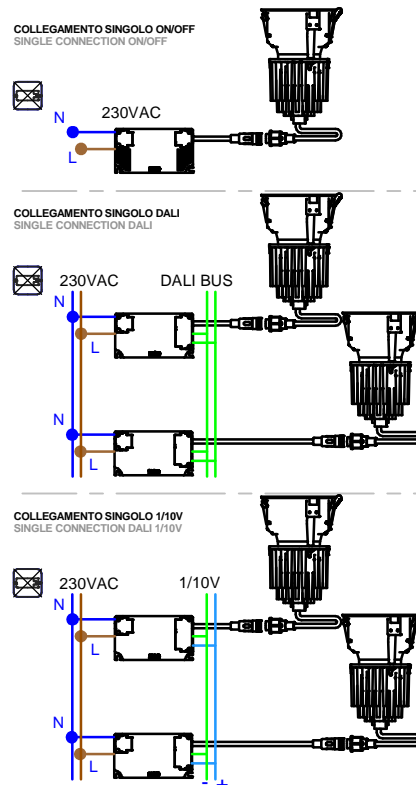 COLLEGAMENTO SINGOLO ON/OFF
SINGLE CONNECTION ON/OFF
230VAC
N
L
COLLEGAMENTO SINGOLO DALI
SINGLE CONNECTION DALI
230VAC DALI BUS
N
L
N
L
COLLEGAMENTO SINGOLO 1/10V
SINGLE CONNECTION DALI 1/10V
230VAC 1/10V
N
L
N
L
- +